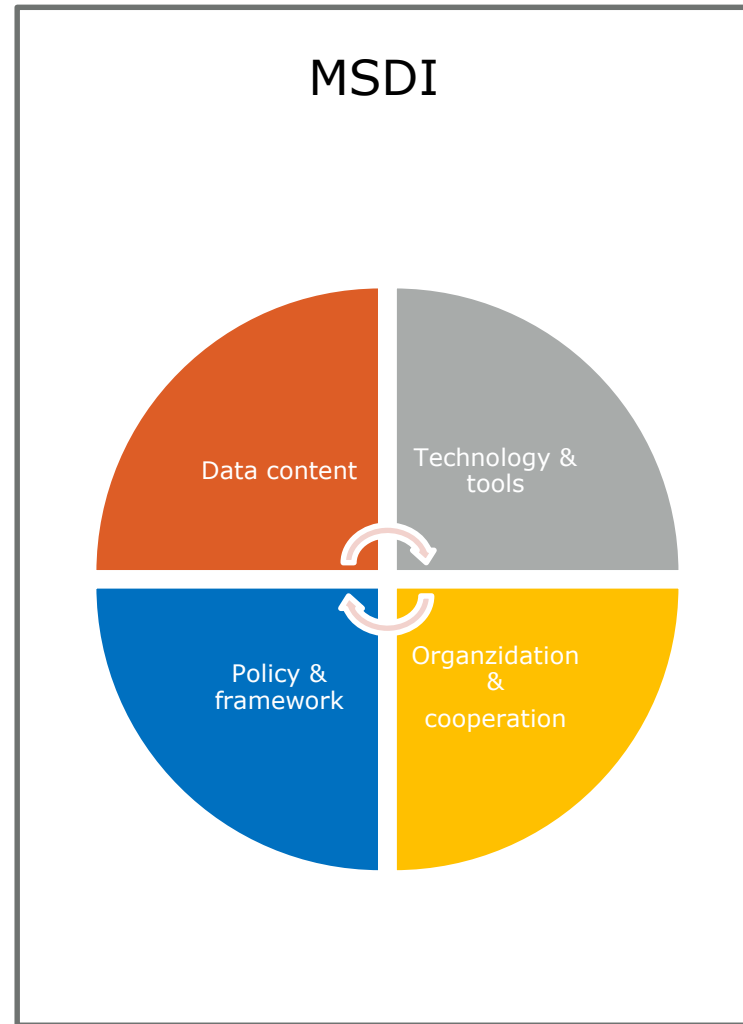 MSDI
Data content
Technology &
tools
Policy &
framework
Organzidation
&
cooperation